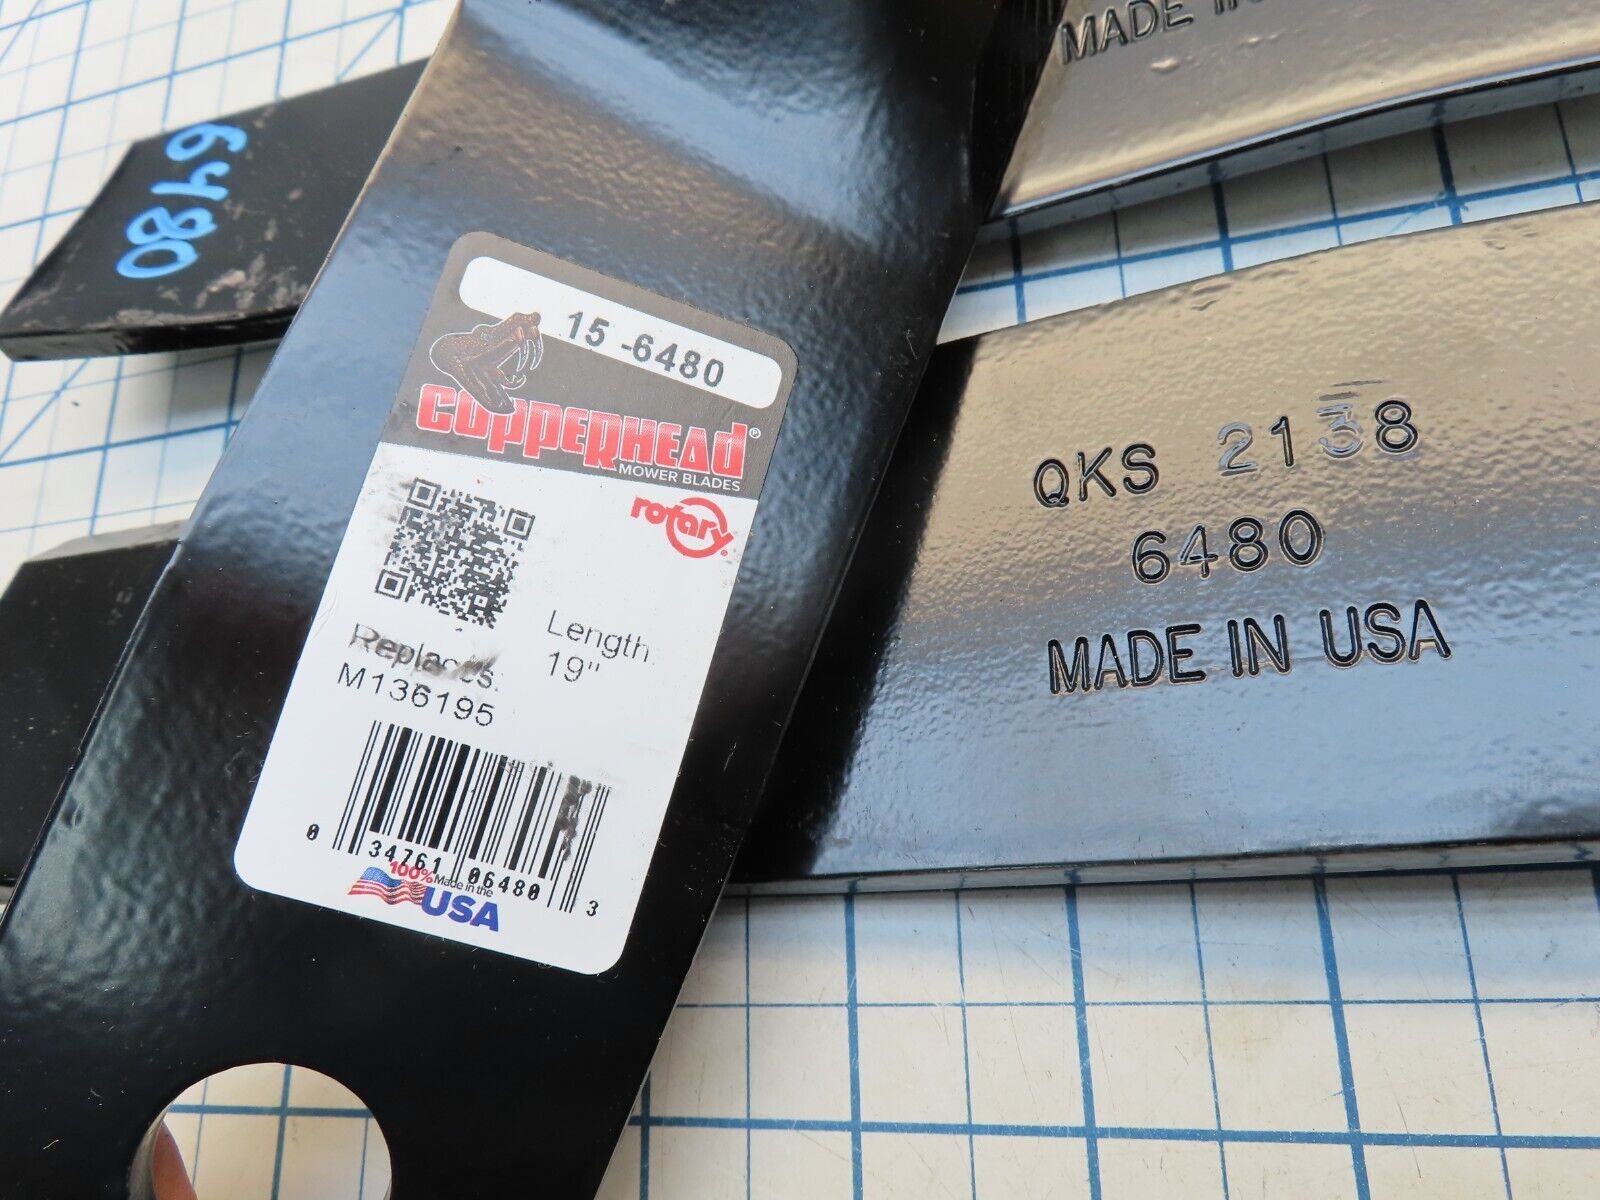 MADE IN
6480
15 -6480
COPPERHEAD®
MOWER BLADES
rotary®
Length:
19"
Replaces:
M136195
0 34761 06480 3
100% Made in the
USA
QKS 2138
6480
MADE IN USA